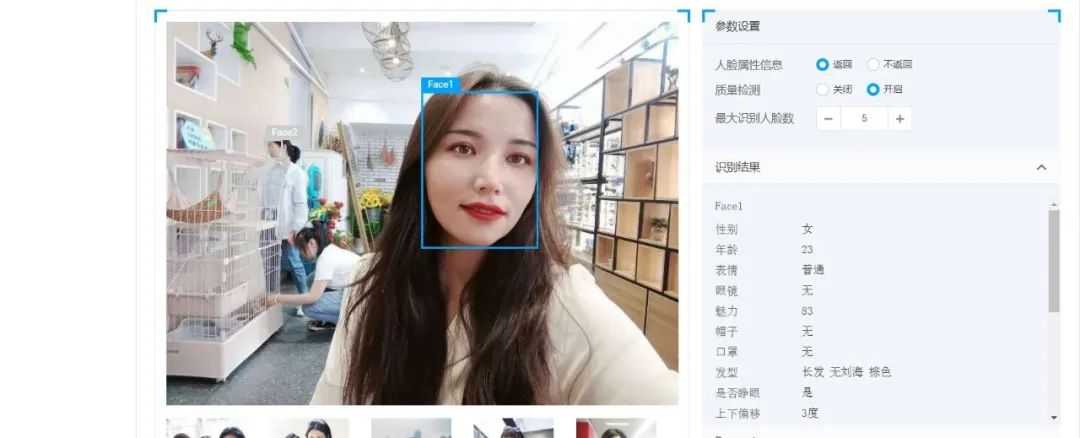 Face1
Face2
参数设置
人脸属性信息 返回 不返回
质量检测 关闭 开启
最大识别人脸数 5
识别结果
Face1
性别 女
年龄 23
表情 普通
眼镜 无
魅力 83
帽子 无
口罩 无
发型 长发 无刘海 棕色
是否睁眼 是
上下偏移 3度